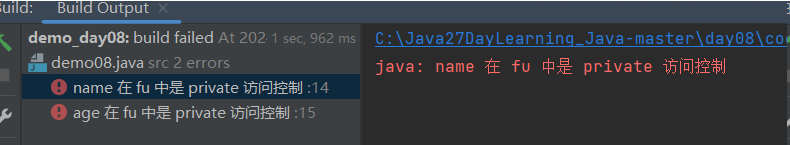 Build: Build Output ×
demo_day08: build failed At 202 1 sec, 962 ms
demo08.java src 2 errors
name 在 fu 中是 private 访问控制 :14
age 在 fu 中是 private 访问控制 :15
C:\Java27DayLearning_Java-master\day08\co
java: name 在 fu 中是 private 访问控制